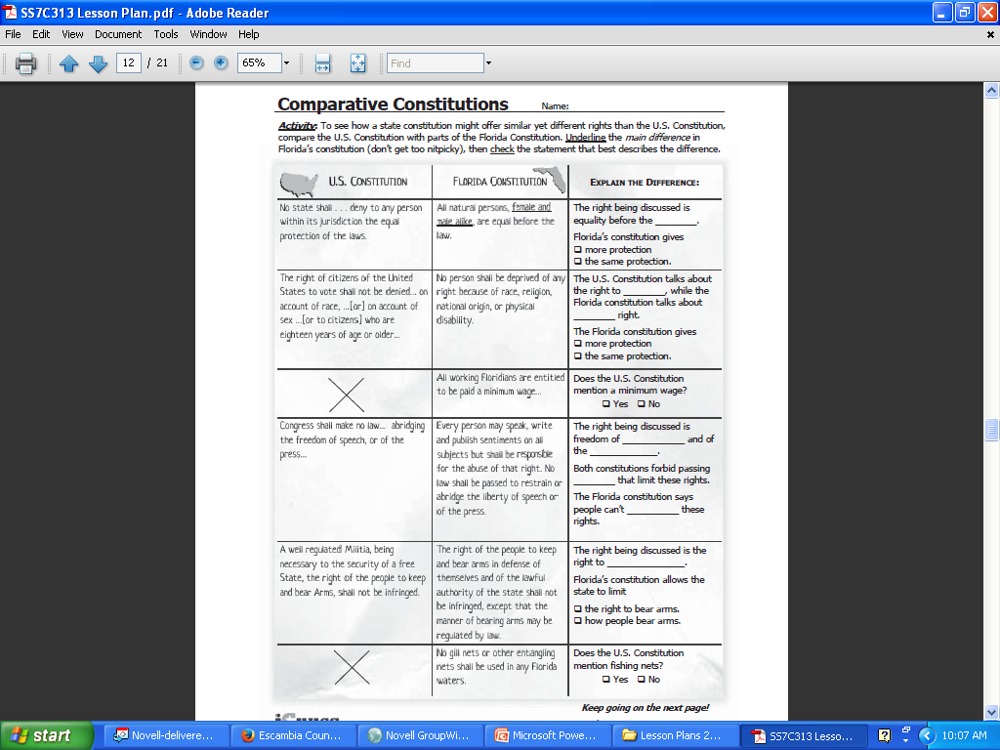 SS7C313 Lesson Plan.pdf - Adobe Reader
File Edit View Document Tools Window Help
12 / 21 65% Find
Comparative Constitutions Name:
Activity: To see how a state constitution might offer similar yet different rights than the U.S. Constitution,
compare the U.S. Constitution with parts of the Florida Constitution. Underline the main difference in
Florida's constitution (don't get too nitpicky), then check the statement that best describes the difference.
U.S. CONSTITUTION
FLORIDA CONSTITUTION
EXPLAIN THE DIFFERENCE:
No state shall . . . deny to any person
within its jurisdiction the equal
protection of the laws.
All natural persons, female and
male alike, are equal before the
law.
The right being discussed is
equality before the ________.
Florida's constitution gives
❑ more protection
❑ the same protection.
The right of citizens of the United
States to vote shall not be denied... on
account of race, ...[or] on account of
sex ...[or to citizens] who are
eighteen years of age or older...
No person shall be deprived of any
right because of race, religion,
national origin, or physical
disability.
The U.S. Constitution talks about
the right to ________, while the
Florida constitution talks about
________ right.
The Florida constitution gives
❑ more protection
❑ the same protection.
All working Floridians are entitled
to be paid a minimum wage...
Does the U.S. Constitution
mention a minimum wage?
❑ Yes ❑ No
Congress shall make no law... abridging
the freedom of speech, or of the
press...
Every person may speak, write
and publish sentiments on all
subjects but shall be responsible
for the abuse of that right. No
law shall be passed to restrain or
abridge the liberty of speech or
of the press.
The right being discussed is
freedom of ____________ and of
the _____________.
Both constitutions forbid passing
________ that limit these rights.
The Florida constitution says
people can't __________ these
rights.
A well regulated Militia, being
necessary to the security of a free
State, the right of the people to keep
and bear Arms, shall not be infringed.
The right of the people to keep
and bear arms in defense of
themselves and of the lawful
authority of the state shall not
be infringed, except that the
manner of bearing arms may be
regulated by law.
The right being discussed is the
right to _______________.
Florida's constitution allows the
state to limit
❑ the right to bear arms.
❑ how people bear arms.
No gill nets or other entangling
nets shall be used in any Florida
waters.
Does the U.S. Constitution
mention fishing nets?
❑ Yes ❑ No
Keep going on the next page!
start Novell-delivere... Escambia Coun... Novell GroupWi... Microsoft Powe... Lesson Plans 2... SS7C313 Lesso... 10:07 AM